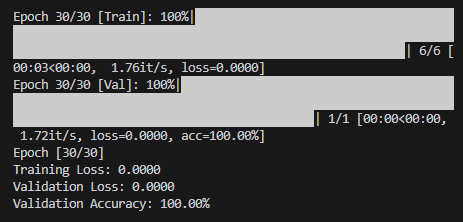 Epoch 30/30 [Train]: 100%|
| 6/6 [
00:03<00:00,  1.76it/s, loss=0.0000]
Epoch 30/30 [Val]: 100%|
| 1/1 [00:00<00:00,
 1.72it/s, loss=0.0000, acc=100.00%]
Epoch [30/30]
Training Loss: 0.0000
Validation Loss: 0.0000
Validation Accuracy: 100.00%